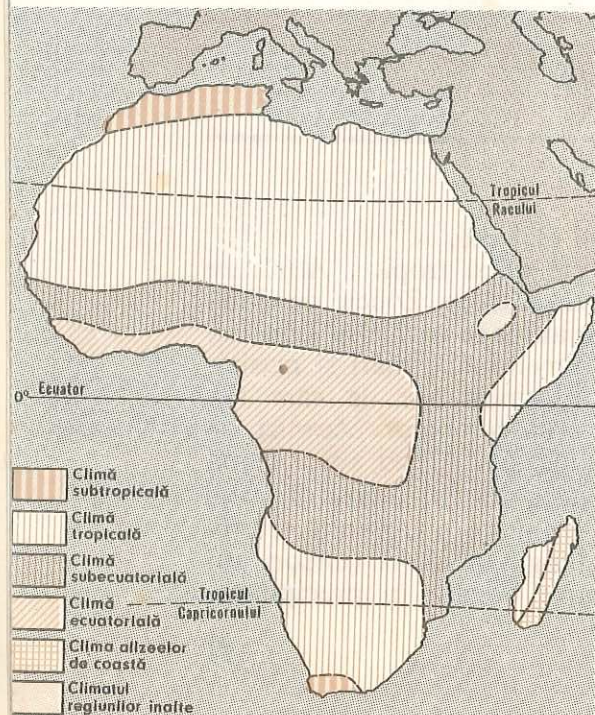 Tropicul
Racului
0° Ecuator
Tropicul
Capricornului
Climă
subtropicală
Climă
tropicală
Climă
subecuatorială
Climă
ecuatorială
Clima alizeelor
de coastă
Climatul
regiunilor inalte